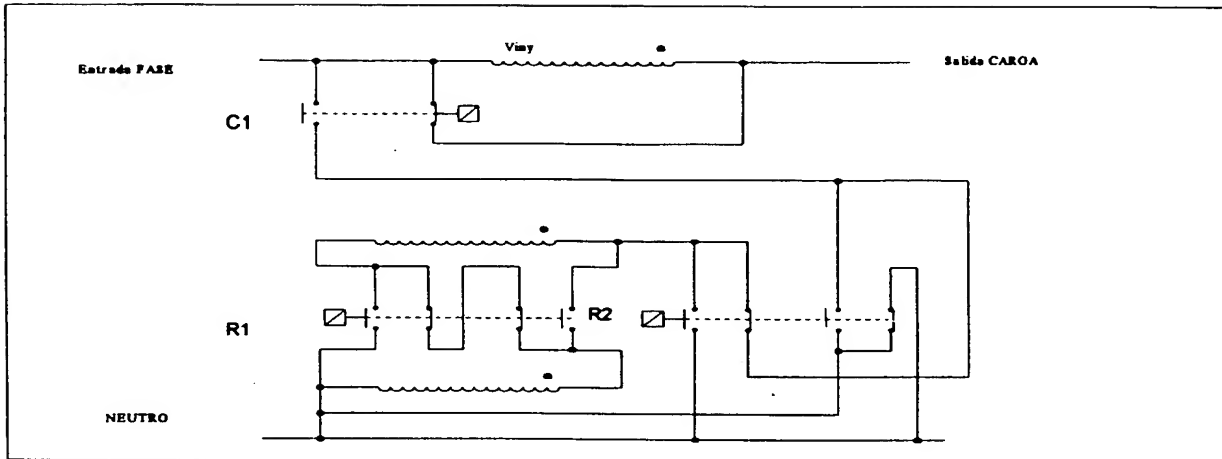 Viny
Entrada FASE
Salida CARGA
C1
R1
R2
NEUTRO